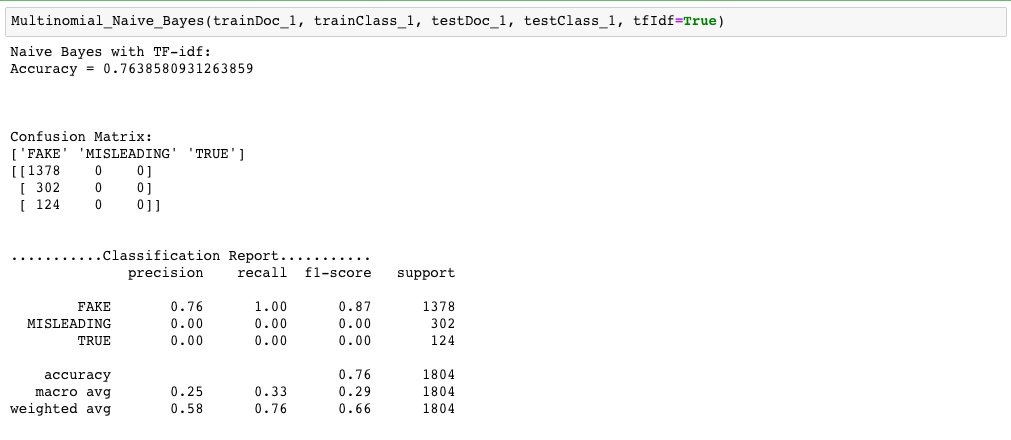 Multinomial_Naive_Bayes(trainDoc_1, trainClass_1, testDoc_1, testClass_1, tfIdf=True)
Naive Bayes with TF-idf:
Accuracy = 0.7638580931263859
Confusion Matrix:
['FAKE' 'MISLEADING' 'TRUE']
[[1378    0    0]
 [ 302    0    0]
 [ 124    0    0]]
...........Classification Report...........
              precision    recall  f1-score   support
        FAKE       0.76      1.00      0.87      1378
  MISLEADING       0.00      0.00      0.00       302
        TRUE       0.00      0.00      0.00       124
    accuracy                           0.76      1804
   macro avg       0.25      0.33      0.29      1804
weighted avg       0.58      0.76      0.66      1804